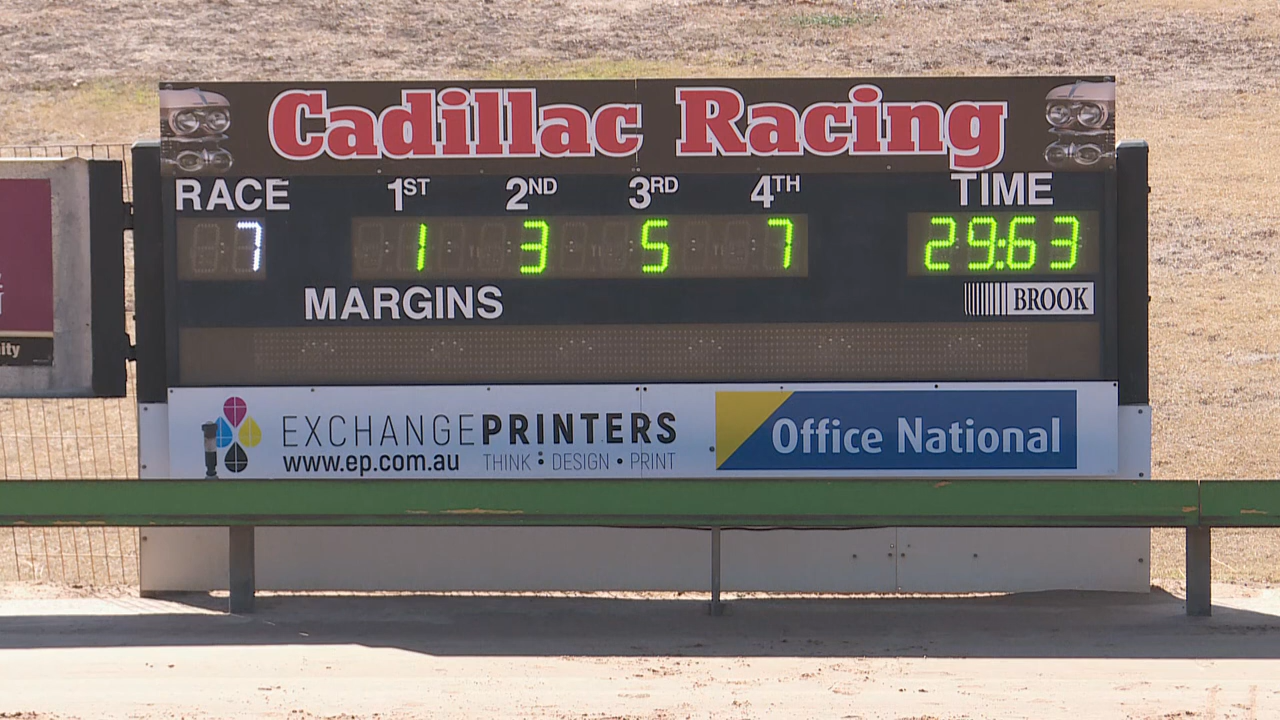 Cadillac Racing
RACE 1ST 2ND 3RD 4TH TIME
7 1 3 5 7 29:63
MARGINS
BROOK
ity
EXCHANGEPRINTERS
www.ep.com.au THINK • DESIGN • PRINT
Office National